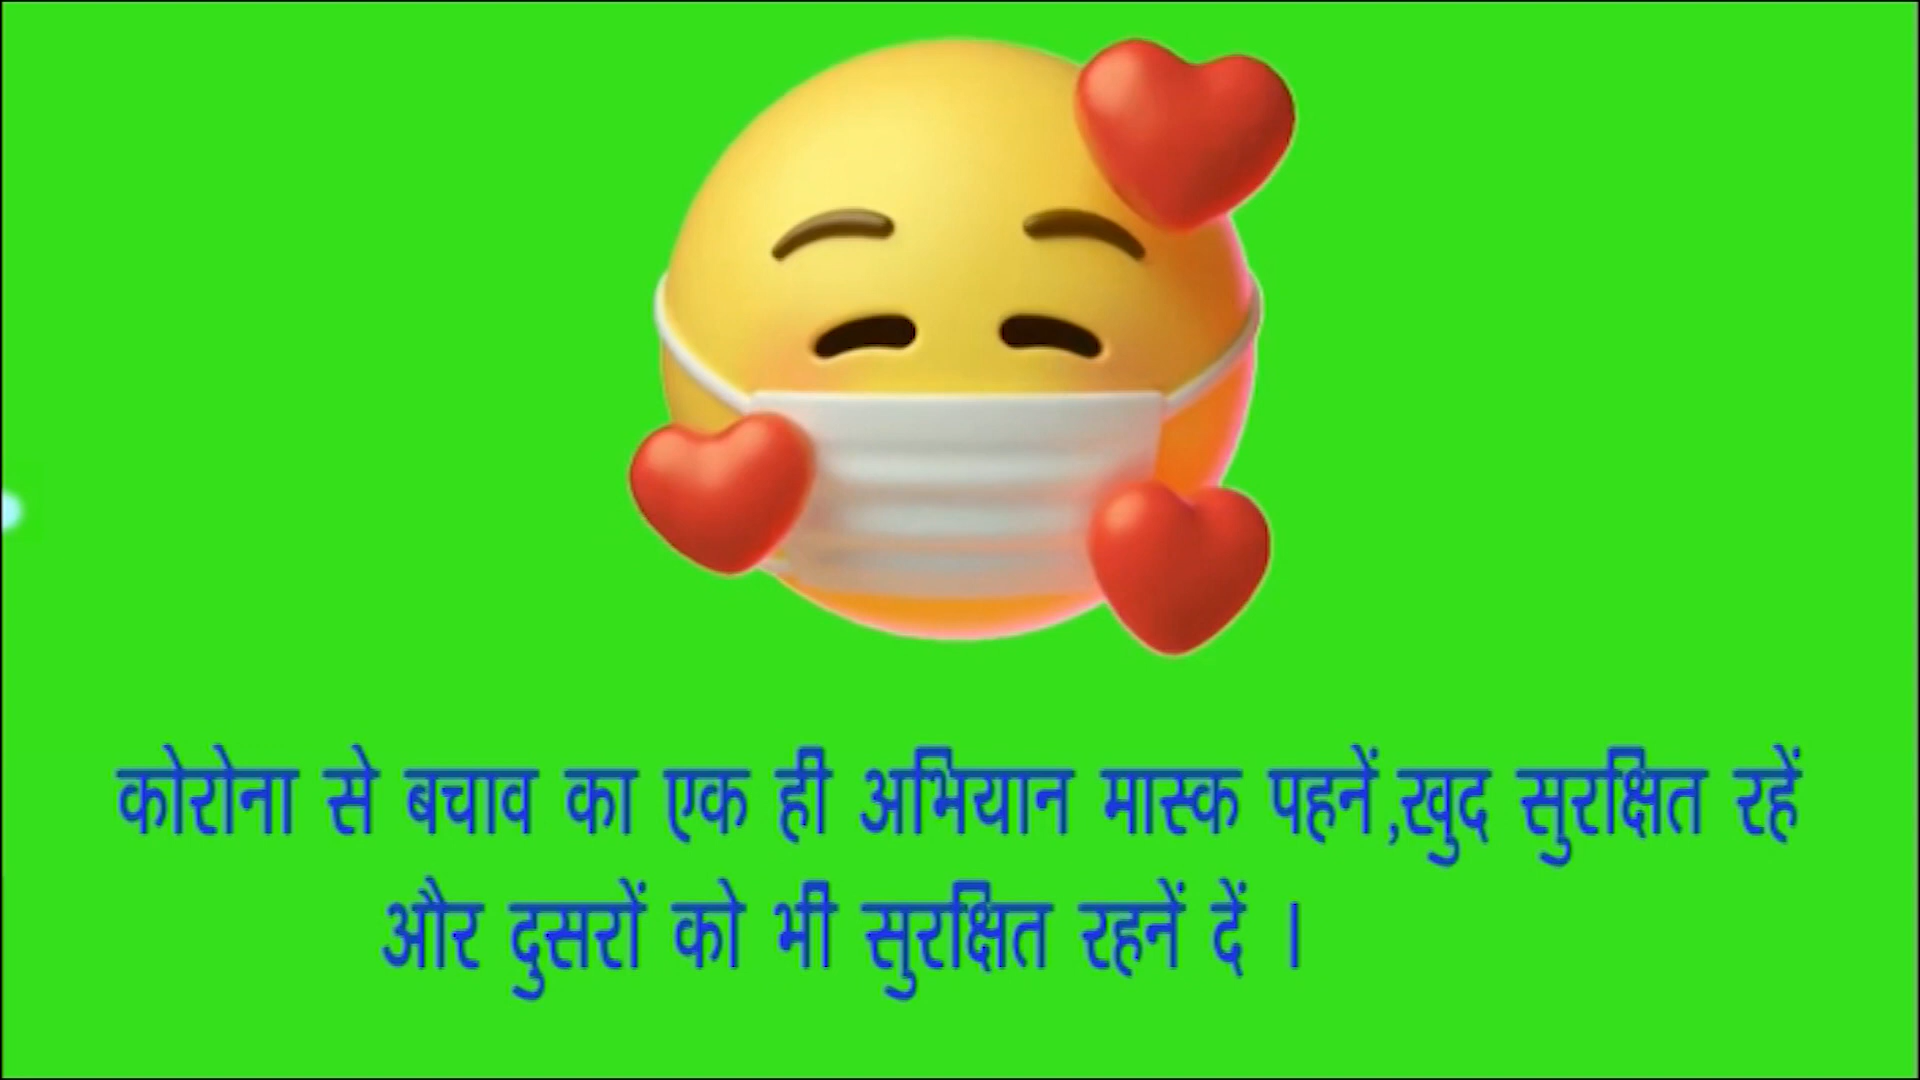 कोरोना से बचाव का एक ही अभियान मास्क पहनें,खुद सुरक्षित रहें
और दुसरों को भी सुरक्षित रहनें दें ।